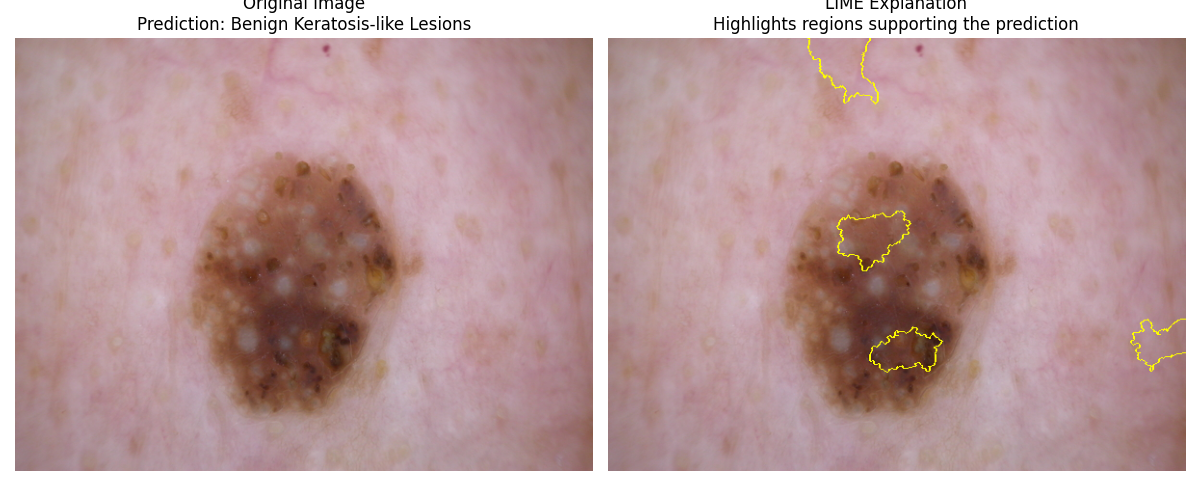 Original Image
Prediction: Benign Keratosis-like Lesions
LIME Explanation
Highlights regions supporting the prediction